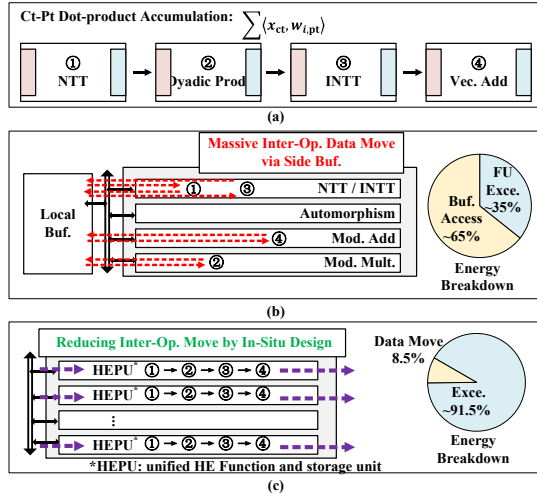 Ct-Pt Dot-product Accumulation: ∑⟨x_ct, w_i,pt⟩
① NTT
② Dyadic Prod
③ INTT
④ Vec. Add
(a)
Massive Inter-Op. Data Move
via Side Buf.
Local
Buf.
① ③ NTT / INTT
Automorphism
④ Mod. Add
② Mod. Mult.
FU
Exce.
~35%
Buf.
Access
~65%
Energy
Breakdown
(b)
Reducing Inter-Op. Move by In-Situ Design
HEPU* ① → ② → ③ → ④
HEPU* ① → ② → ③ → ④
⋮
HEPU* ① → ② → ③ → ④
*HEPU: unified HE Function and storage unit
Data Move
8.5%
Exce.
~91.5%
Energy
Breakdown
(c)